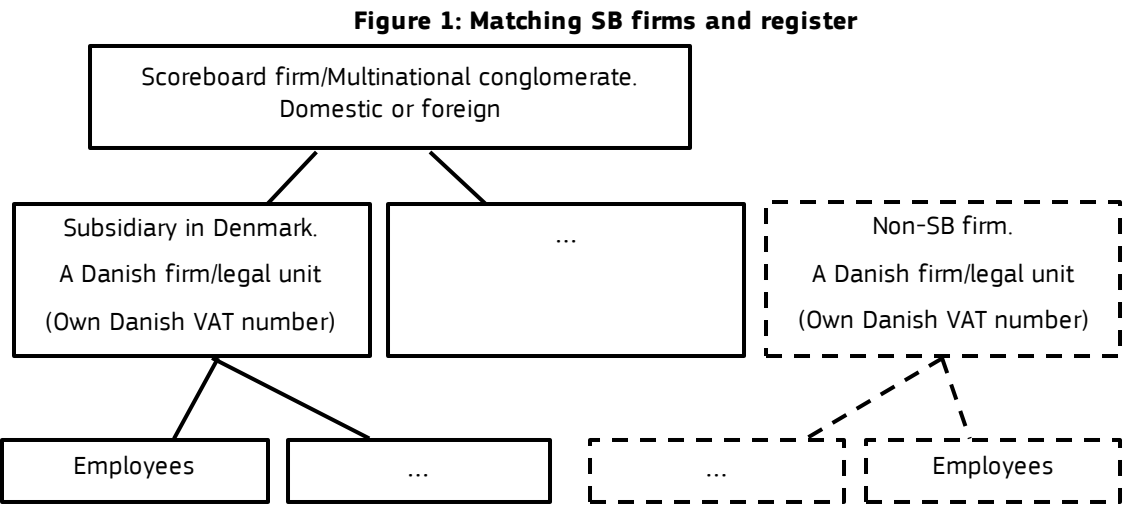 Figure 1: Matching SB firms and register
Scoreboard firm/Multinational conglomerate.
Domestic or foreign
Subsidiary in Denmark.
A Danish firm/legal unit
(Own Danish VAT number)
...
Non-SB firm.
A Danish firm/legal unit
(Own Danish VAT number)
Employees
...
...
Employees